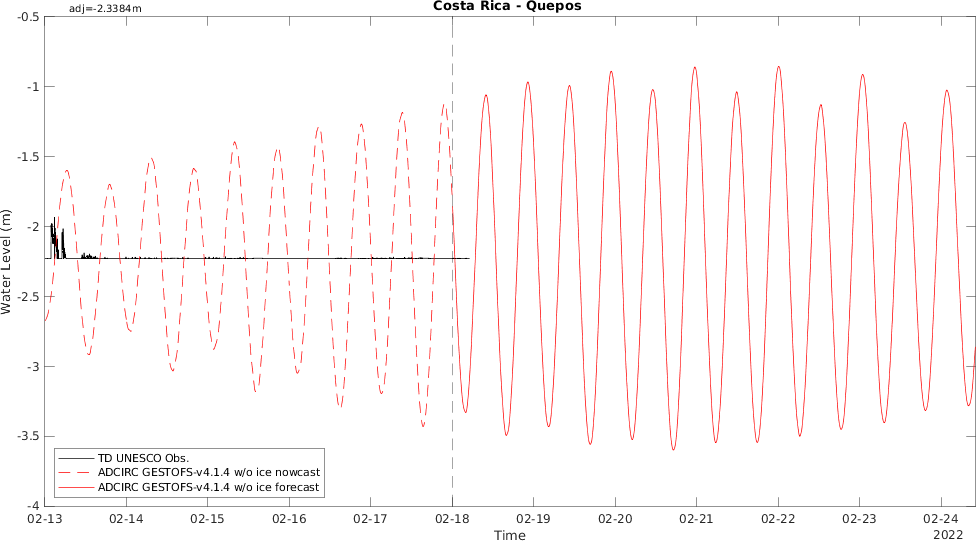 Costa Rica - Quepos
adj=-2.3384m
-0.5
-1
-1.5
-2
-2.5
-3
-3.5
-4
Water Level (m)
TD UNESCO Obs.
ADCIRC GESTOFS-v4.1.4 w/o ice nowcast
ADCIRC GESTOFS-v4.1.4 w/o ice forecast
02-13 02-14 02-15 02-16 02-17 02-18 02-19 02-20 02-21 02-22 02-23 02-24
Time
2022